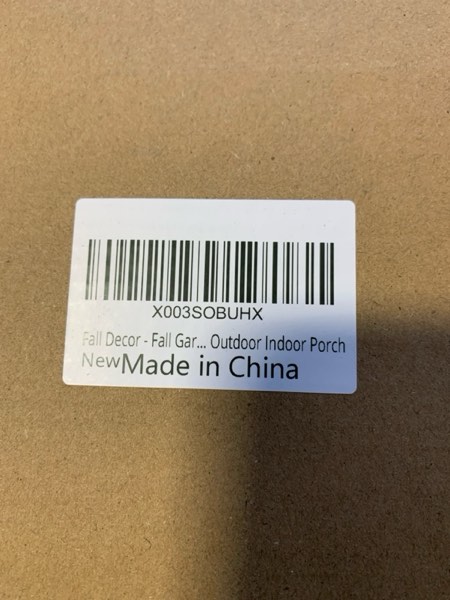 X003SOBUHX
Fall Decor - Fall Gar... Outdoor Indoor Porch
NewMade in China